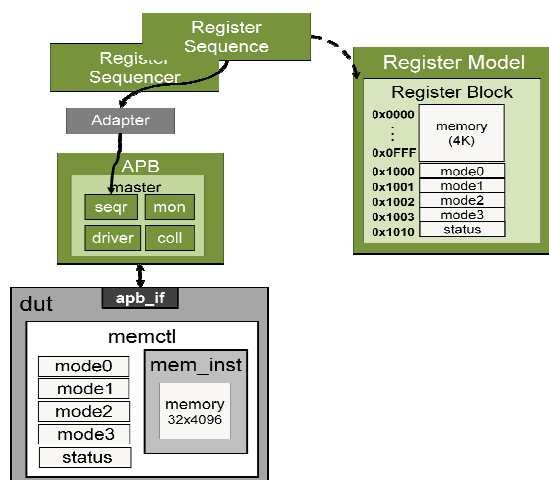 Register
Sequence
Register
Sequencer
Adapter
APB
master
seqr
mon
driver
coll
apb_if
dut
memctl
mode0
mode1
mode2
mode3
status
mem_inst
memory
32x4096
Register Model
Register Block
0x0000
⋮
0x0FFF
memory
(4K)
0x1000
mode0
0x1001
mode1
0x1002
mode2
0x1003
mode3
0x1010
status